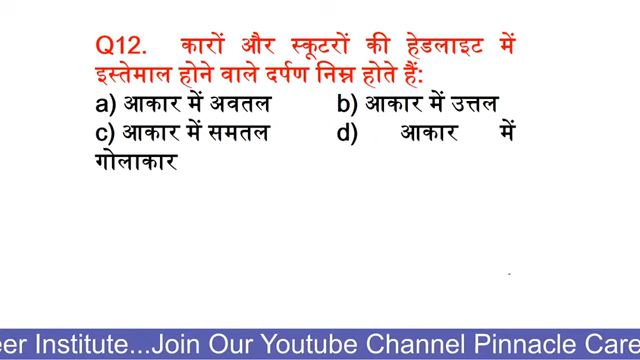 Q12. कारों और स्कूटरों की हेडलाइट में
इस्तेमाल होने वाले दर्पण निम्न होते हैं:
a) आकार में अवतल b) आकार में उत्तल
c) आकार में समतल d) आकार में
गोलाकार
eer Institute...Join Our Youtube Channel Pinnacle Care